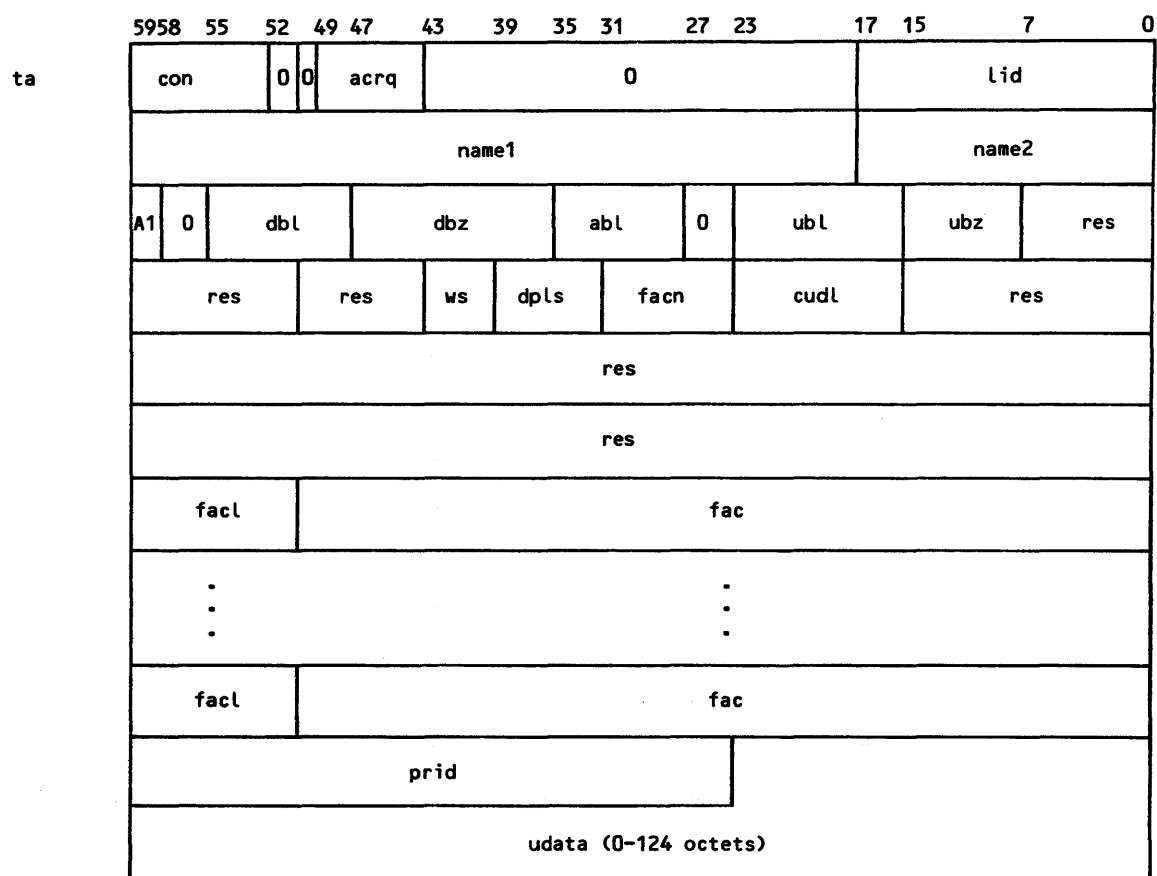 5958 55 52 49 47 43 39 35 31 27 23 17 15 7 0
ta con 0 0 acrq 0 lid
name1 name2
A1 0 dbl dbz abl 0 ubl ubz res
res res ws dpls facn cudl res
res
res
facl fac
. .
. .
. .
facl fac
prid
udata (0-124 octets)